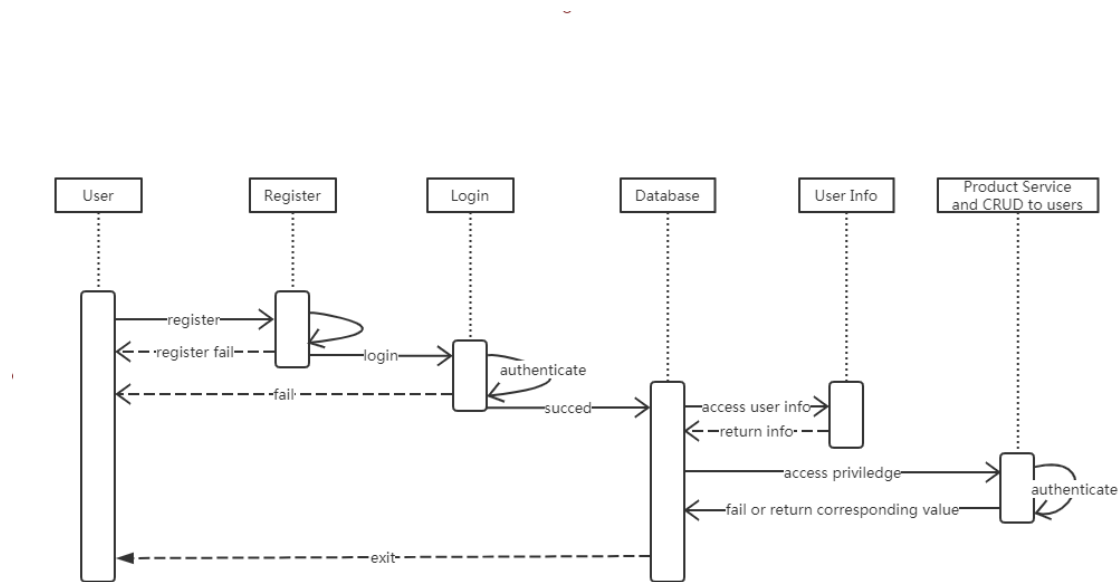 User
Register
Login
Database
User Info
Product Service
and CRUD to users
register
register fail
login
authenticate
fail
succed
access user info
return info
access priviledge
authenticate
fail or return corresponding value
exit